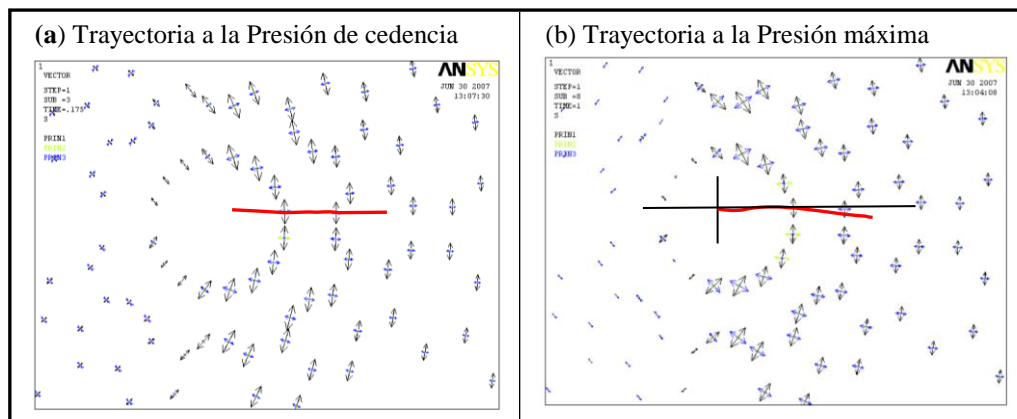 (a) Trayectoria a la Presión de cedencia
1
VECTOR
STEP=1
SUB =3
TIME=.175
S
PRIN1
PRIN2
PRIN3
ANSYS
JUN 30 2007
13:07:30
(b) Trayectoria a la Presión máxima
1
VECTOR
STEP=1
SUB =8
TIME=1
S
PRIN1
PRIN2
PRIN3
ANSYS
JUN 30 2007
13:04:08